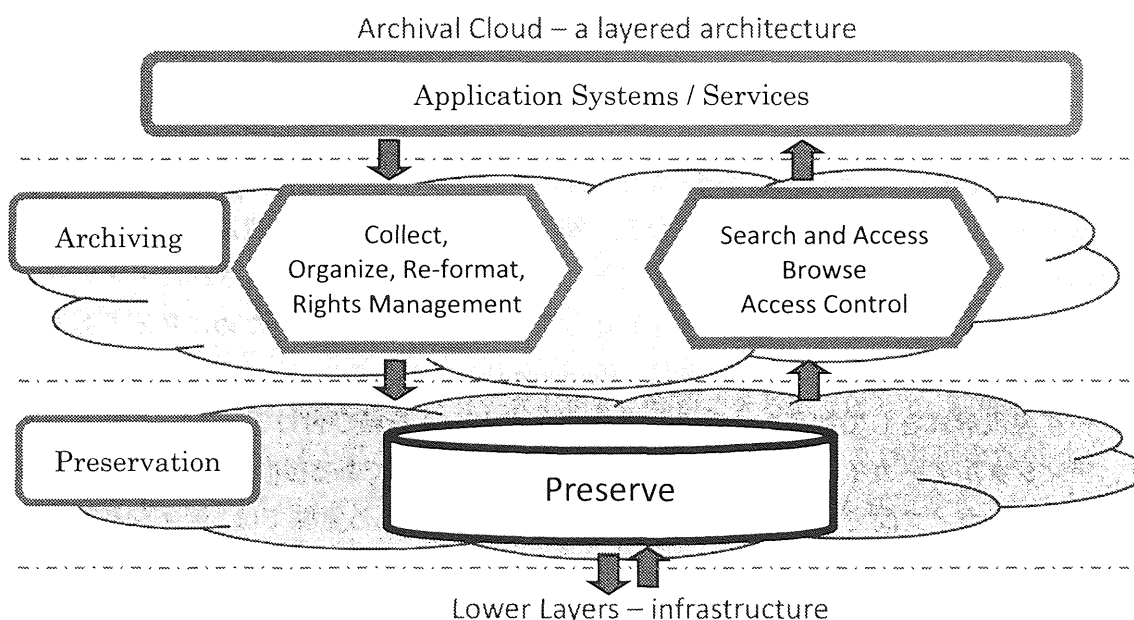 Archival Cloud – a layered architecture
Application Systems / Services
Archiving
Collect,
Organize, Re-format,
Rights Management
Search and Access
Browse
Access Control
Preservation
Preserve
Lower Layers – infrastructure